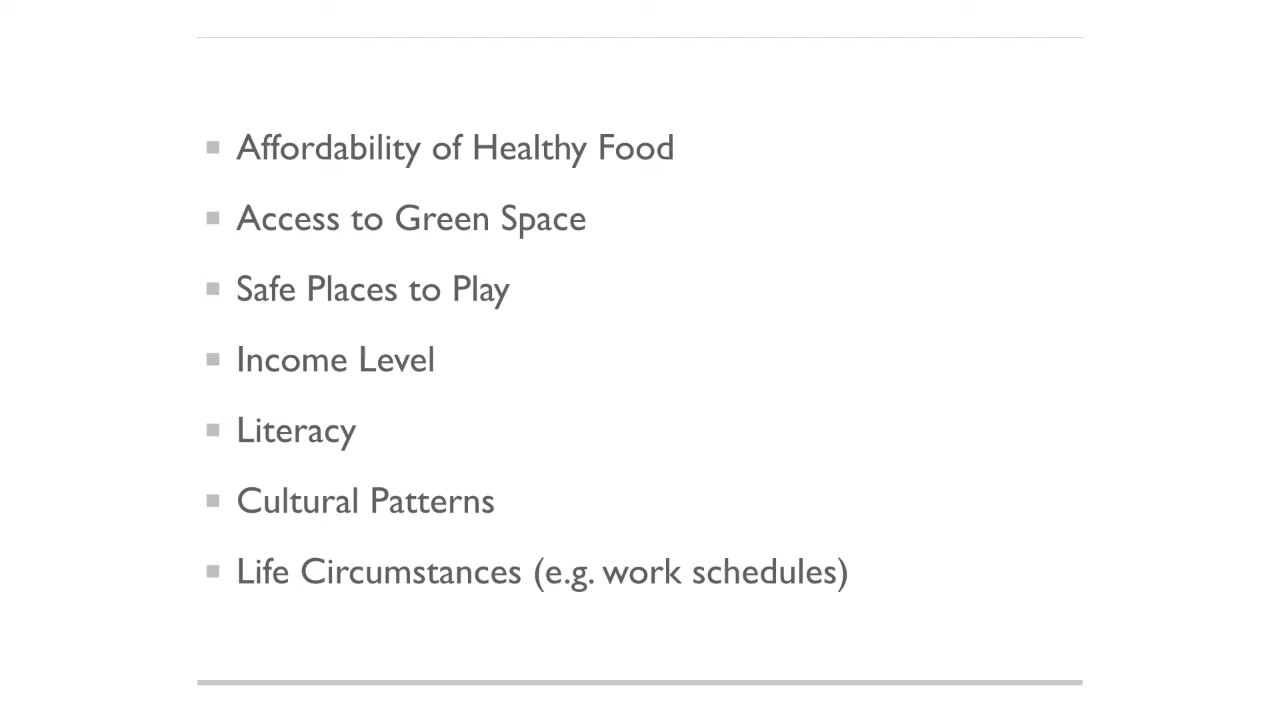 Affordability of Healthy Food
Access to Green Space
Safe Places to Play
Income Level
Literacy
Cultural Patterns
Life Circumstances (e.g. work schedules)